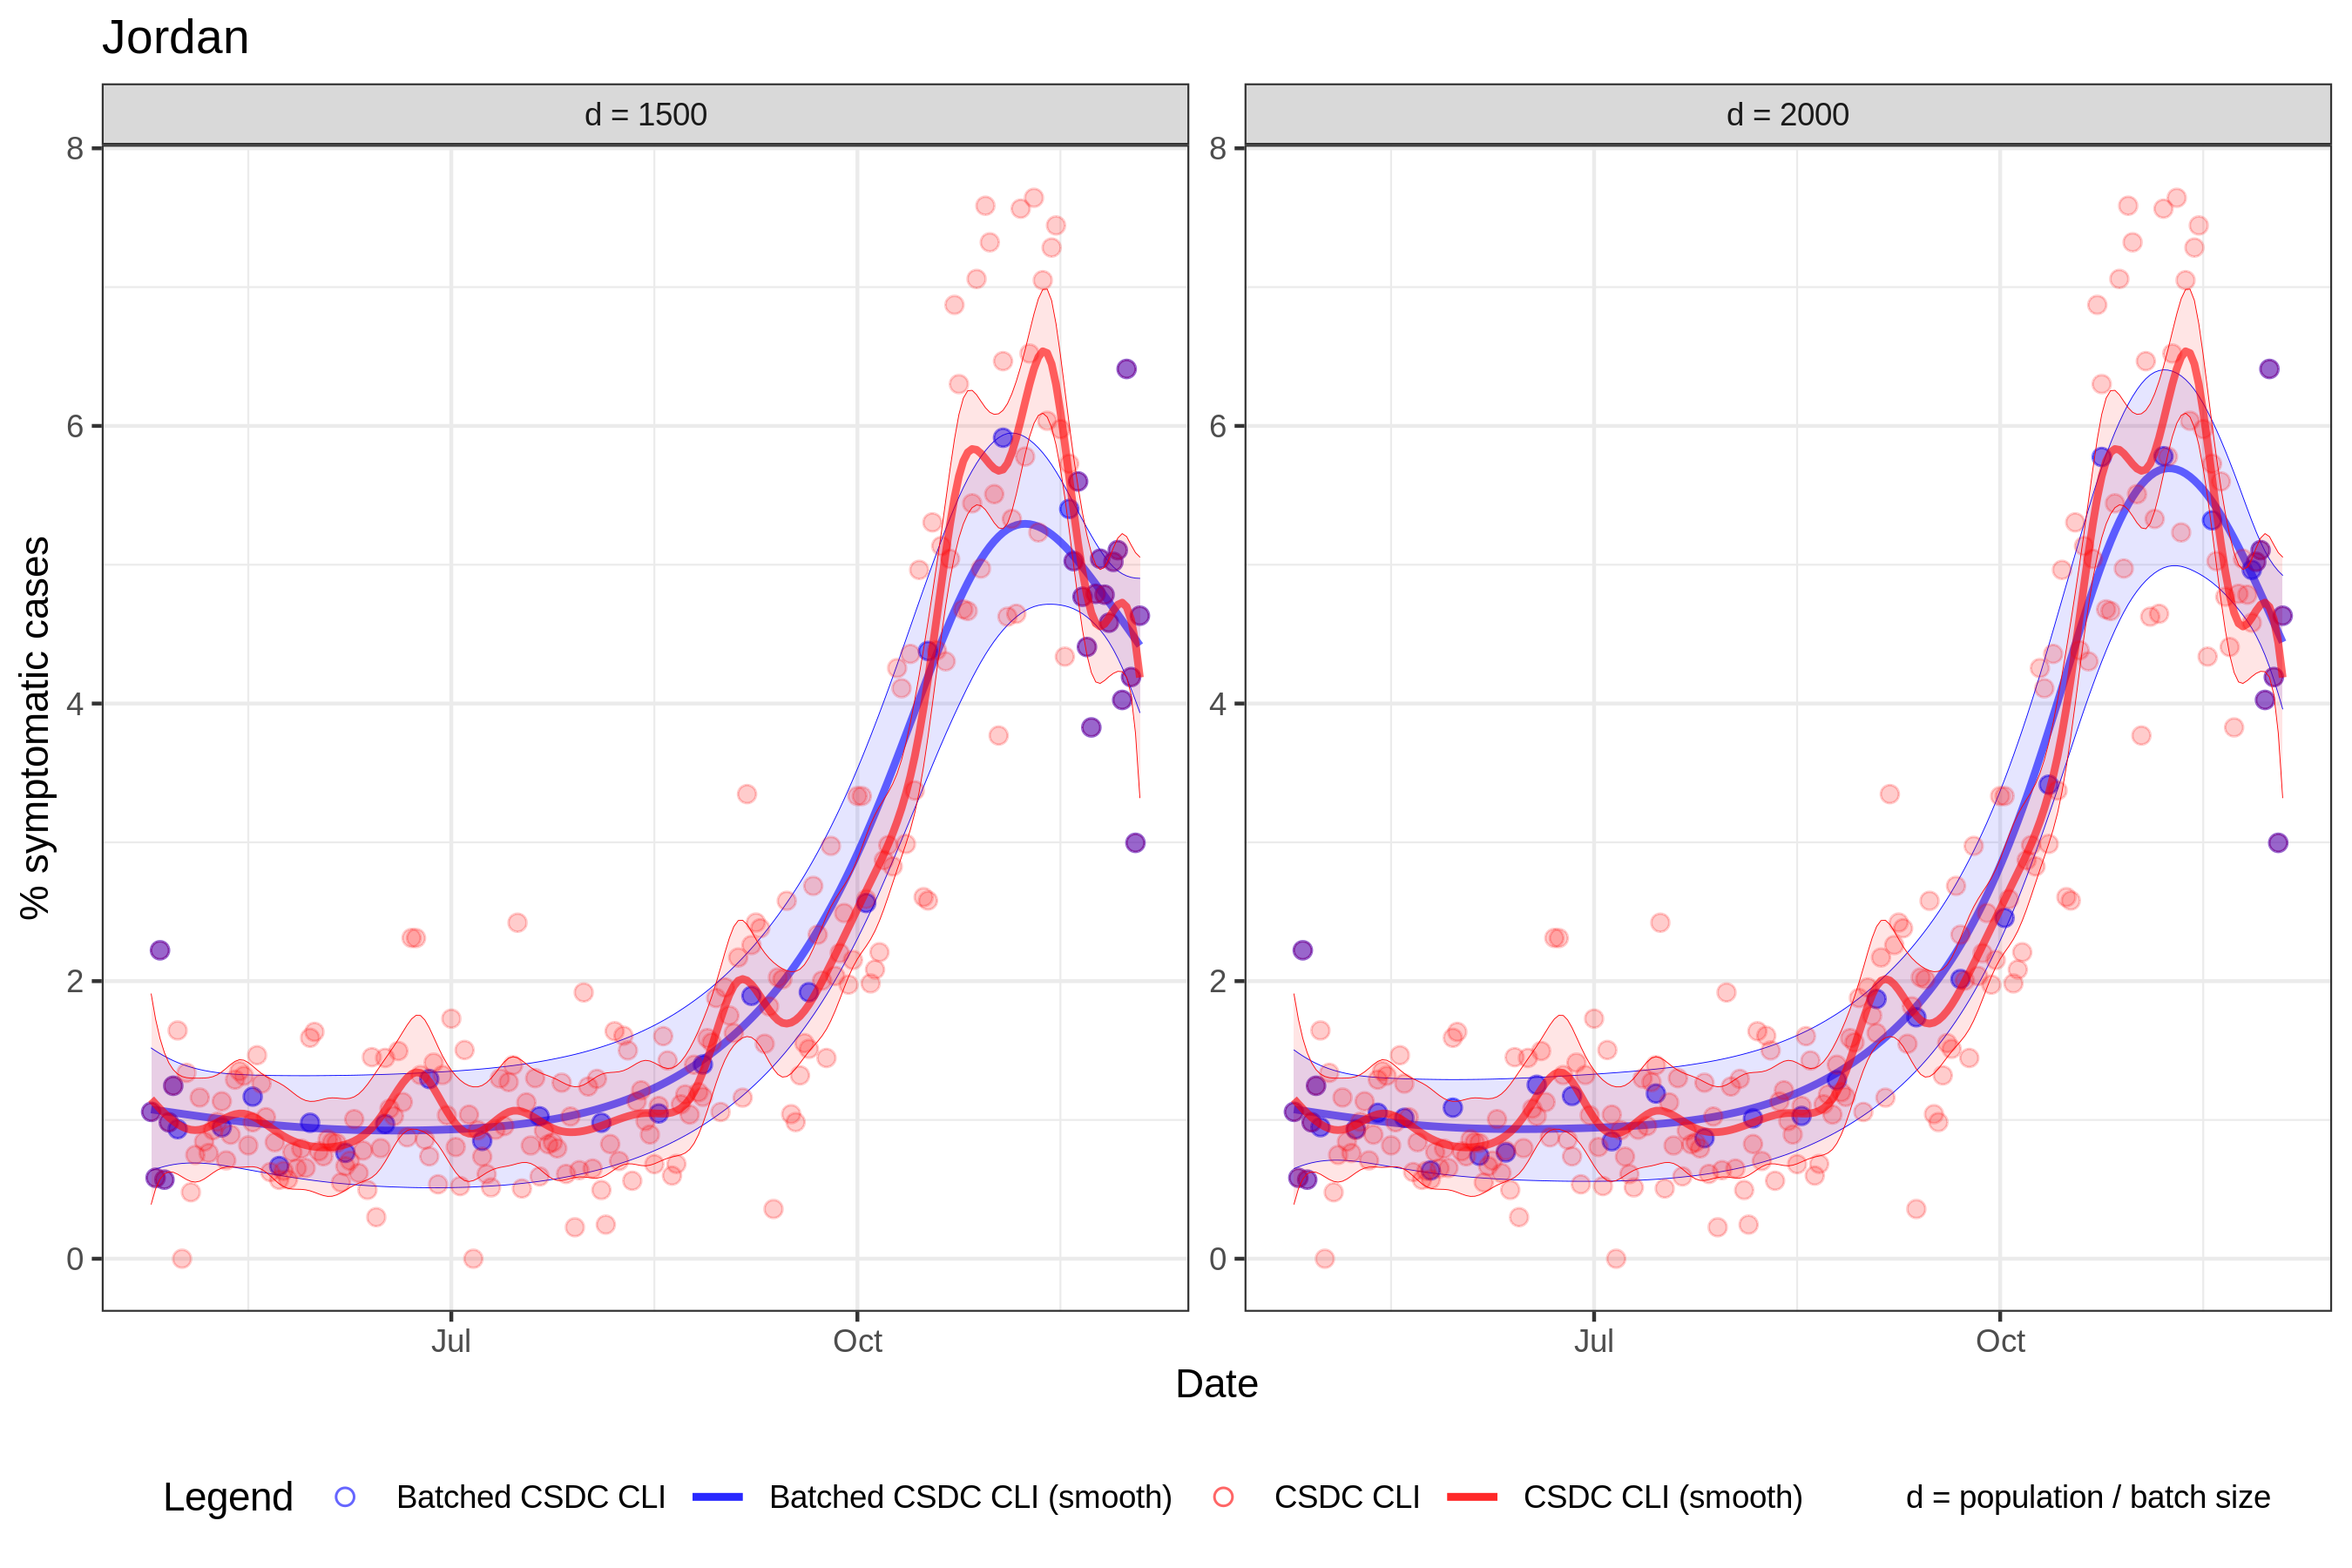 Jordan
d = 1500
d = 2000
% symptomatic cases
8
6
4
2
0
8
6
4
2
0
Jul
Oct
Jul
Oct
Date
Legend
Batched CSDC CLI
Batched CSDC CLI (smooth)
CSDC CLI
CSDC CLI (smooth)
d = population / batch size